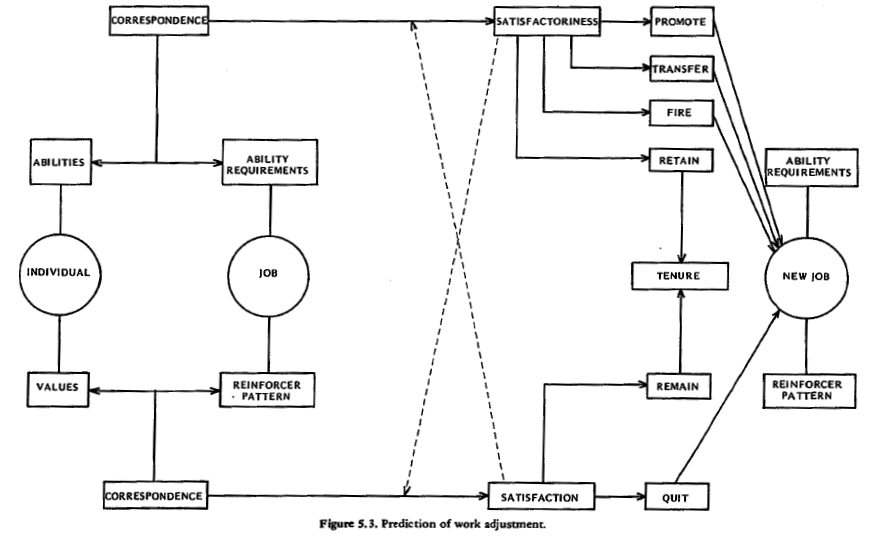 CORRESPONDENCE
SATISFACTORINESS
PROMOTE
TRANSFER
FIRE
ABILITIES
ABILITY
REQUIREMENTS
RETAIN
ABILITY
REQUIREMENTS
INDIVIDUAL
JOB
TENURE
NEW JOB
VALUES
REINFORCER
PATTERN
REMAIN
REINFORCER
PATTERN
CORRESPONDENCE
SATISFACTION
QUIT
Figure 5.3. Prediction of work adjustment.